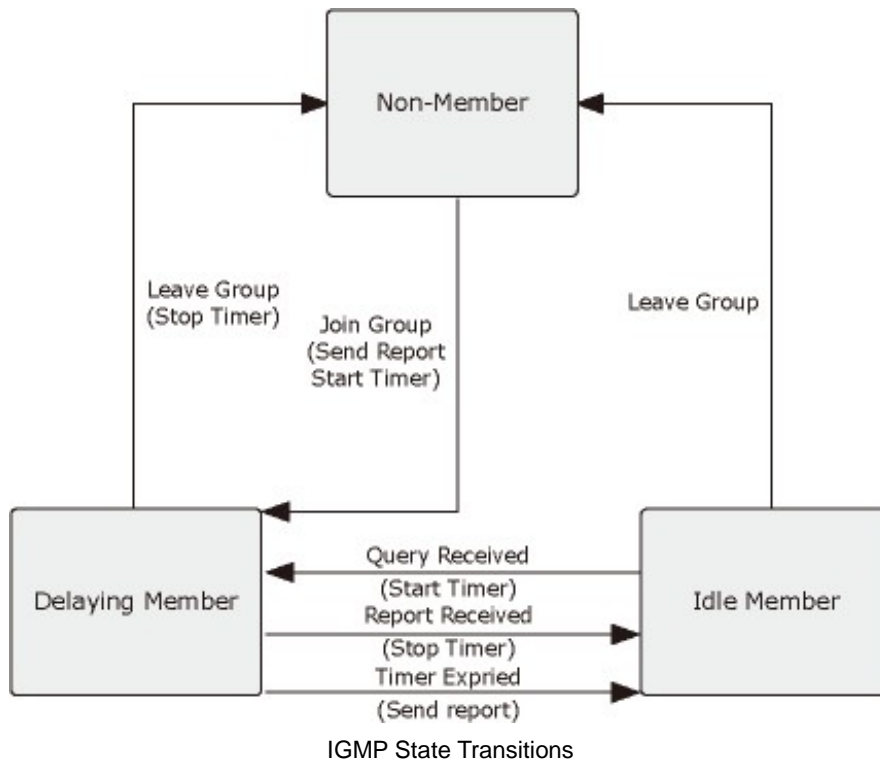 Non-Member
Leave Group
(Stop Timer)
Join Group
(Send Report
Start Timer)
Leave Group
Delaying Member
Query Received
(Start Timer)
Report Received
(Stop Timer)
Timer Expried
(Send report)
Idle Member
IGMP State Transitions